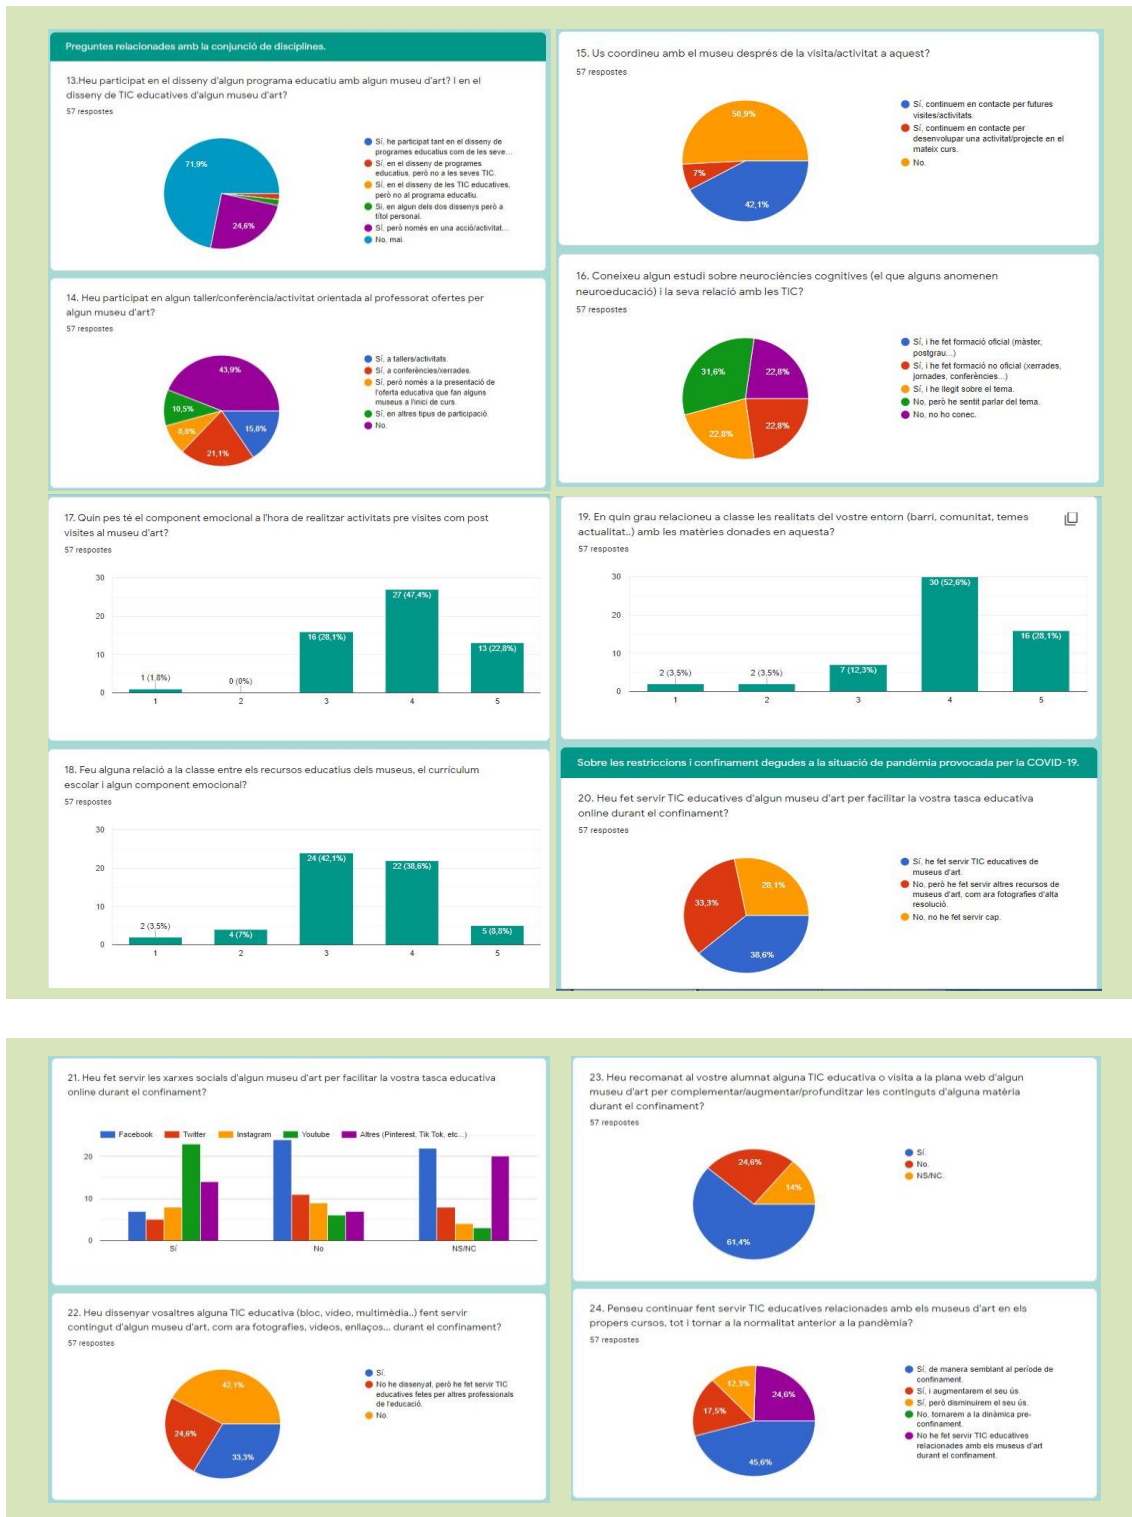 Preguntes relacionades amb la conjunció de disciplines.
13.Heu participat en el disseny d'algun programa educatiu amb algun museu d'art? I en el
disseny de TIC educatives d'algun museu d'art?
57 respostes
71,9%
24,6%
Sí, he participat tant en el disseny de
programes educatius com de les seve...
Sí, en el disseny de programes
educatius, però no a les seves TIC.
Sí, en el disseny de les TIC educatives,
però no al programa educatiu.
Sí, en algun dels dos dissenys però a
títol personal.
Sí, però només en una acció/activitat...
No, mai.
14. Heu participat en algun taller/conferència/activitat orientada al professorat ofertes per
algun museu d'art?
57 respostes
43,9%
10,5%
8,8%
21,1%
15,8%
Sí, a tallers/activitats.
Sí, a conferències/xerrades.
Sí, però només a la presentació de
l'oferta educativa que fan alguns
museus a l'inici de curs.
Sí, en altres tipus de participació.
No.
15. Us coordineu amb el museu després de la visita/activitat a aquest?
57 respostes
50,9%
7%
42,1%
Sí, continuem en contacte per futures
visites/activitats.
Sí, continuem en contacte per
desenvolupar una activitat/projecte en el
mateix curs.
No.
16. Coneixeu algun estudi sobre neurociències cognitives (el que alguns anomenen
neuroeducació) i la seva relació amb les TIC?
57 respostes
31,6%
22,8%
22,8%
22,8%
Sí, i he fet formació oficial (màster,
postgrau...)
Sí, i he fet formació no oficial (xerrades,
jornades, conferències...)
Sí, i he llegit sobre el tema.
No, però he sentit parlar del tema.
No, no ho conec.
17. Quin pes té el component emocional a l'hora de realitzar activitats pre visites com post
visites al museu d'art?
57 respostes
30
20
10
0
1 (1,8%)
0 (0%)
16 (28,1%)
27 (47,4%)
13 (22,8%)
1 2 3 4 5
18. Feu alguna relació a la classe entre els recursos educatius dels museus, el currículum
escolar i algun component emocional?
57 respostes
30
20
10
0
2 (3,5%)
4 (7%)
24 (42,1%)
22 (38,6%)
5 (8,8%)
1 2 3 4 5
19. En quin grau relacioneu a classe les realitats del vostre entorn (barri, comunitat, temes
actualitat..) amb les matèries donades en aquesta?
57 respostes
30
20
10
0
2 (3,5%)
2 (3,5%)
7 (12,3%)
30 (52,6%)
16 (28,1%)
1 2 3 4 5
Sobre les restriccions i confinament degudes a la situació de pandèmia provocada per la COVID-19.
20. Heu fet servir TIC educatives d'algun museu d'art per facilitar la vostra tasca educativa
online durant el confinament?
57 respostes
33,3%
28,1%
38,6%
Sí, he fet servir TIC educatives de
museus d'art.
No, però he fet servir altres recursos de
museus d'art, com ara fotografies d'alta
resolució.
No, no he fet servir cap.
21. Heu fet servir les xarxes socials d'algun museu d'art per facilitar la vostra tasca educativa
online durant el confinament?
Facebook Twitter Instagram Youtube Altres (Pinterest, Tik Tok, etc...)
20
10
0
Sí No NS/NC
22. Heu dissenyar vosaltres alguna TIC educativa (bloc, vídeo, multimèdia..) fent servir
contingut d'algun museu d'art, com ara fotografies, vídeos, enllaços... durant el confinament?
57 respostes
42,1%
24,6%
33,3%
Sí.
No he dissenyat, però he fet servir TIC
educatives fetes per altres professionals
de l'educació.
No.
23. Heu recomanat al vostre alumnat alguna TIC educativa o visita a la plana web d'algun
museu d'art per complementar/augmentar/profunditzar les continguts d'alguna matèria
durant el confinament?
57 respostes
24,6%
14%
61,4%
Sí.
No.
NS/NC.
24. Penseu continuar fent servir TIC educatives relacionades amb els museus d'art en els
propers cursos, tot i tornar a la normalitat anterior a la pandèmia?
57 respostes
12,3%
24,6%
17,5%
45,6%
Sí, de manera semblant al període de
confinament.
Sí, i augmentarem el seu ús.
Sí, però disminuirem el seu ús.
No, tornarem a la dinàmica pre-
confinament.
No he fet servir TIC educatives
relacionades amb els museus d'art
durant el confinament.